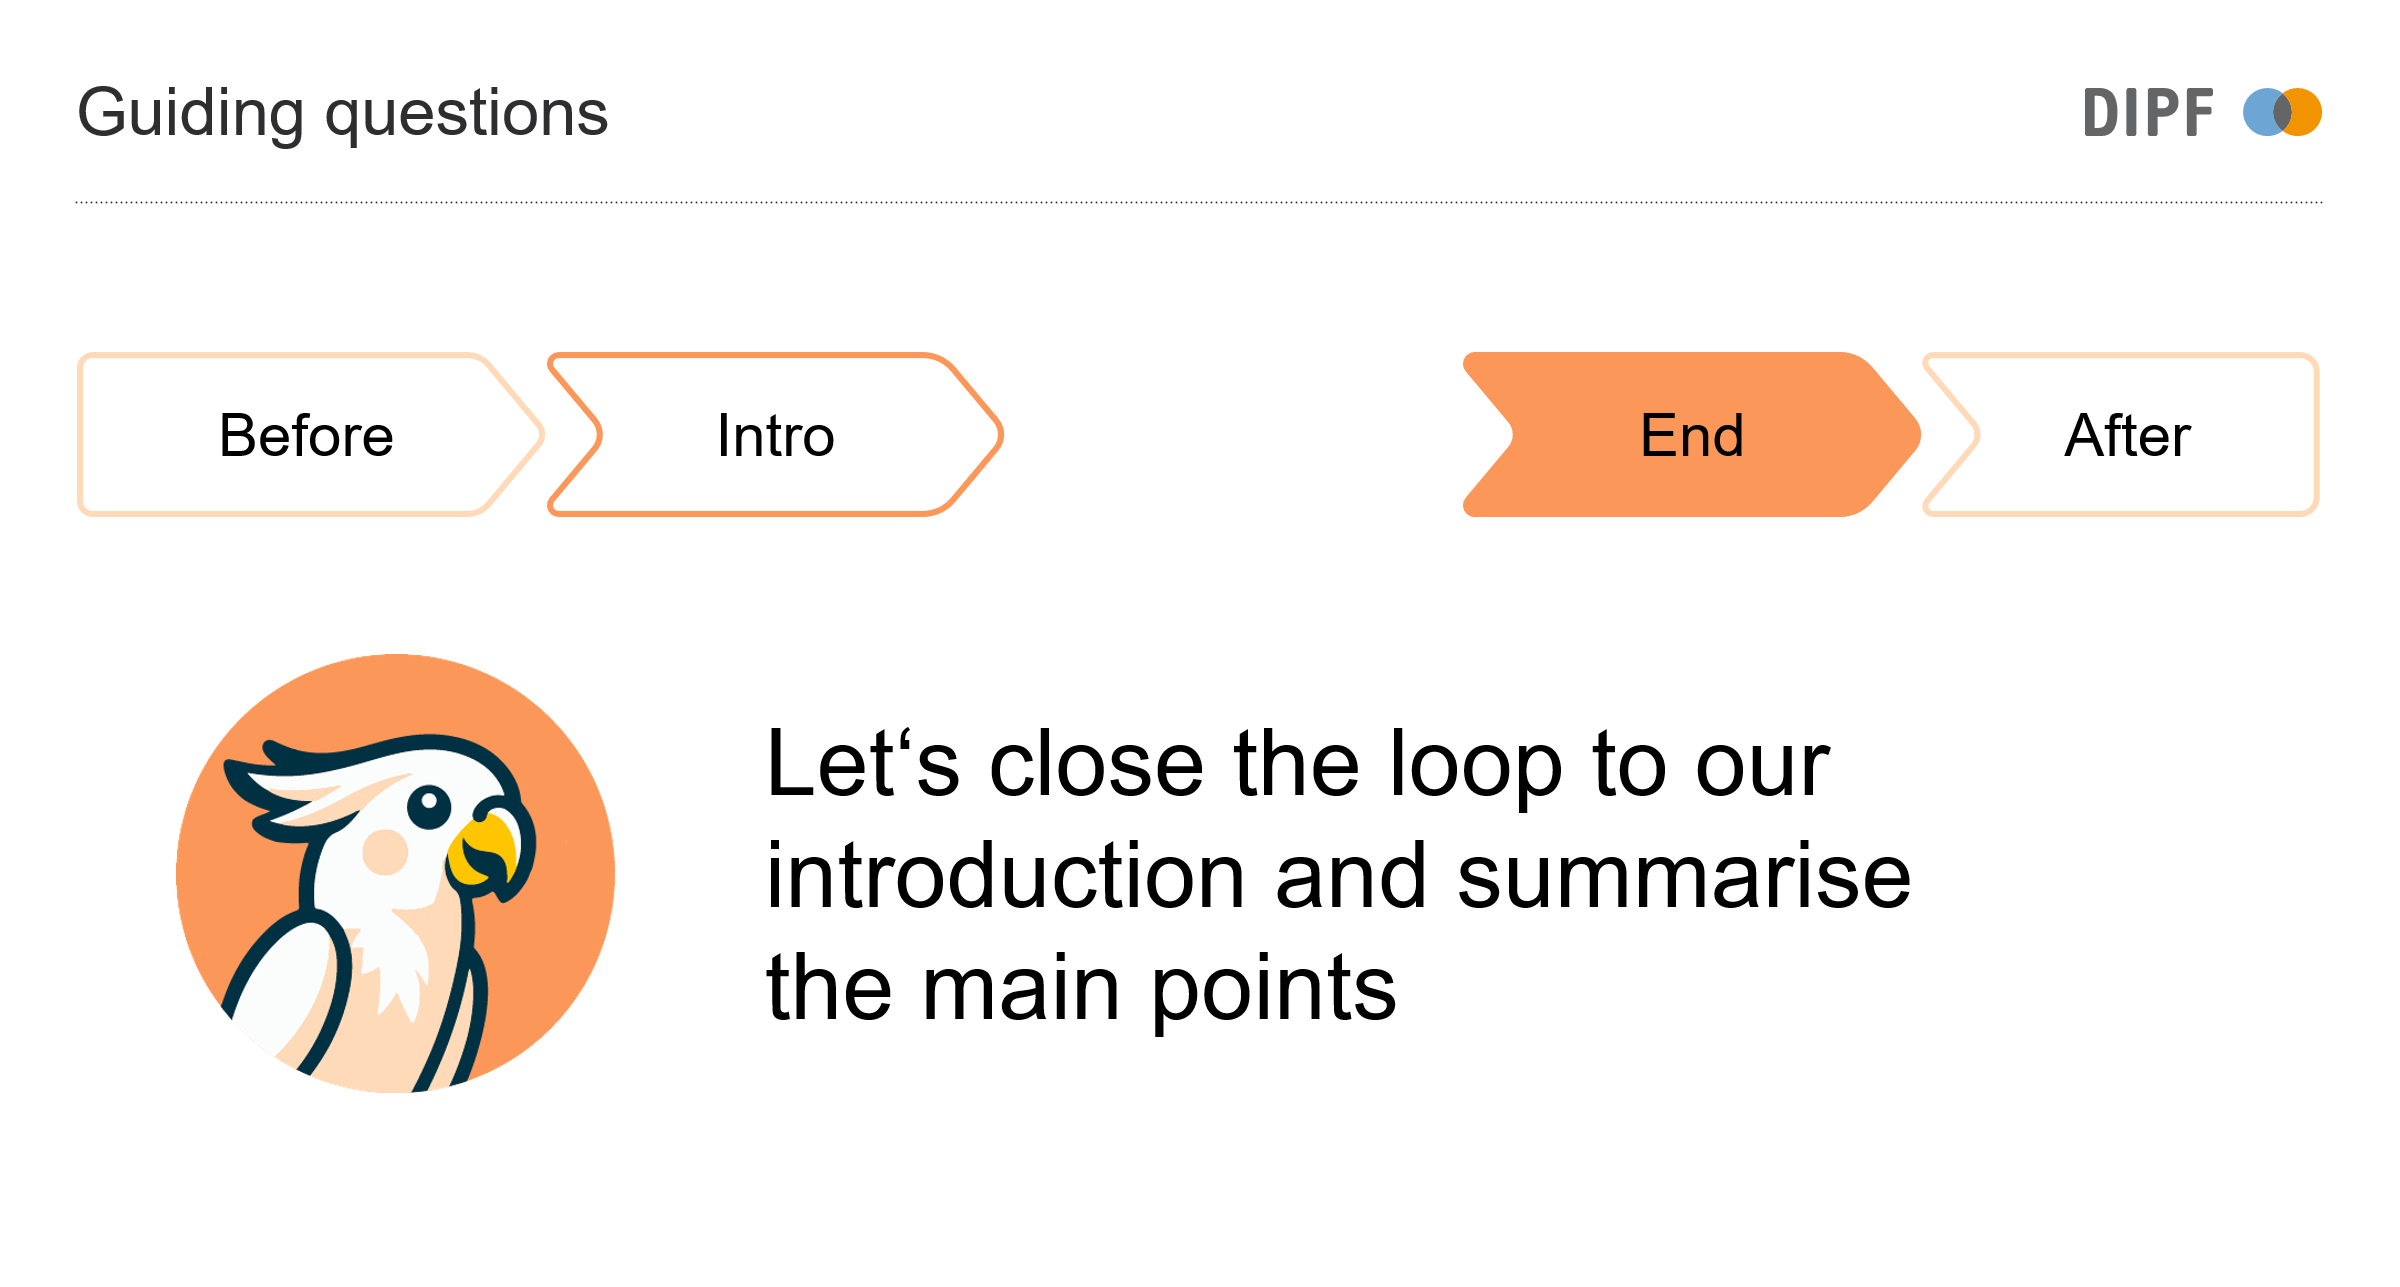 Guiding questions
DIPF
Before
Intro
End
After
Let‘s close the loop to our
introduction and summarise
the main points